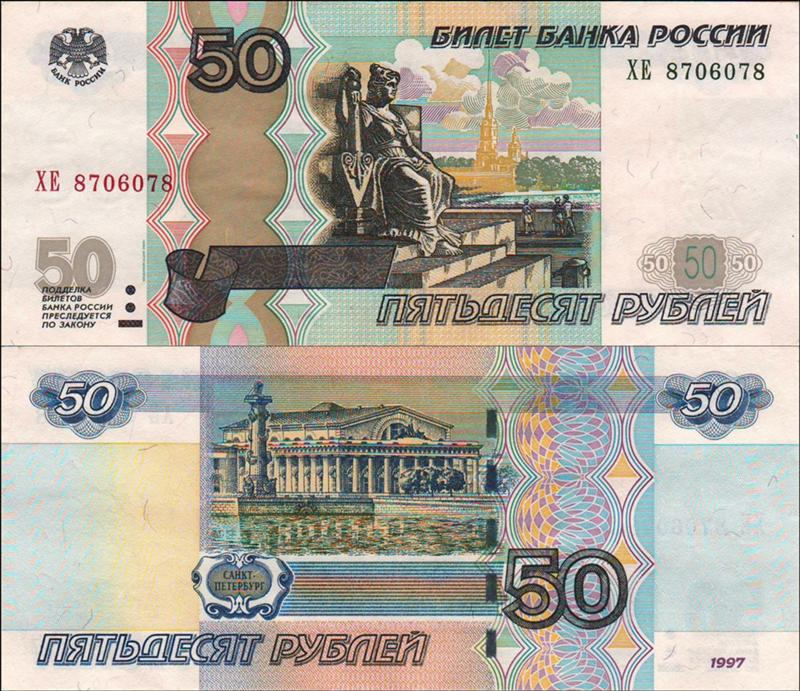 БАНК РОССИИ
50
БИЛЕТ БАНКА РОССИИ
ХЕ 8706078
ХЕ 8706078
50
ПОДДЕЛКА
БИЛЕТОВ
БАНКА РОССИИ
ПРЕСЛЕДУЕТСЯ
ПО ЗАКОНУ
50 50 50
ПЯТЬДЕСЯТ РУБЛЕЙ
50
50
САНКТ-
ПЕТЕРБУРГ
50
ПЯТЬДЕСЯТ РУБЛЕЙ
1997